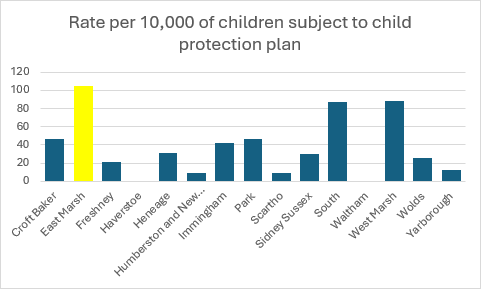 Rate per 10,000 of children subject to child
protection plan
120
100
80
60
40
20
0
Croft Baker
East Marsh
Freshney
Haverstoe
Heneage
Humberston and New...
Immingham
Park
Scartho
Sidney Sussex
South
Waltham
West Marsh
Wolds
Yarborough